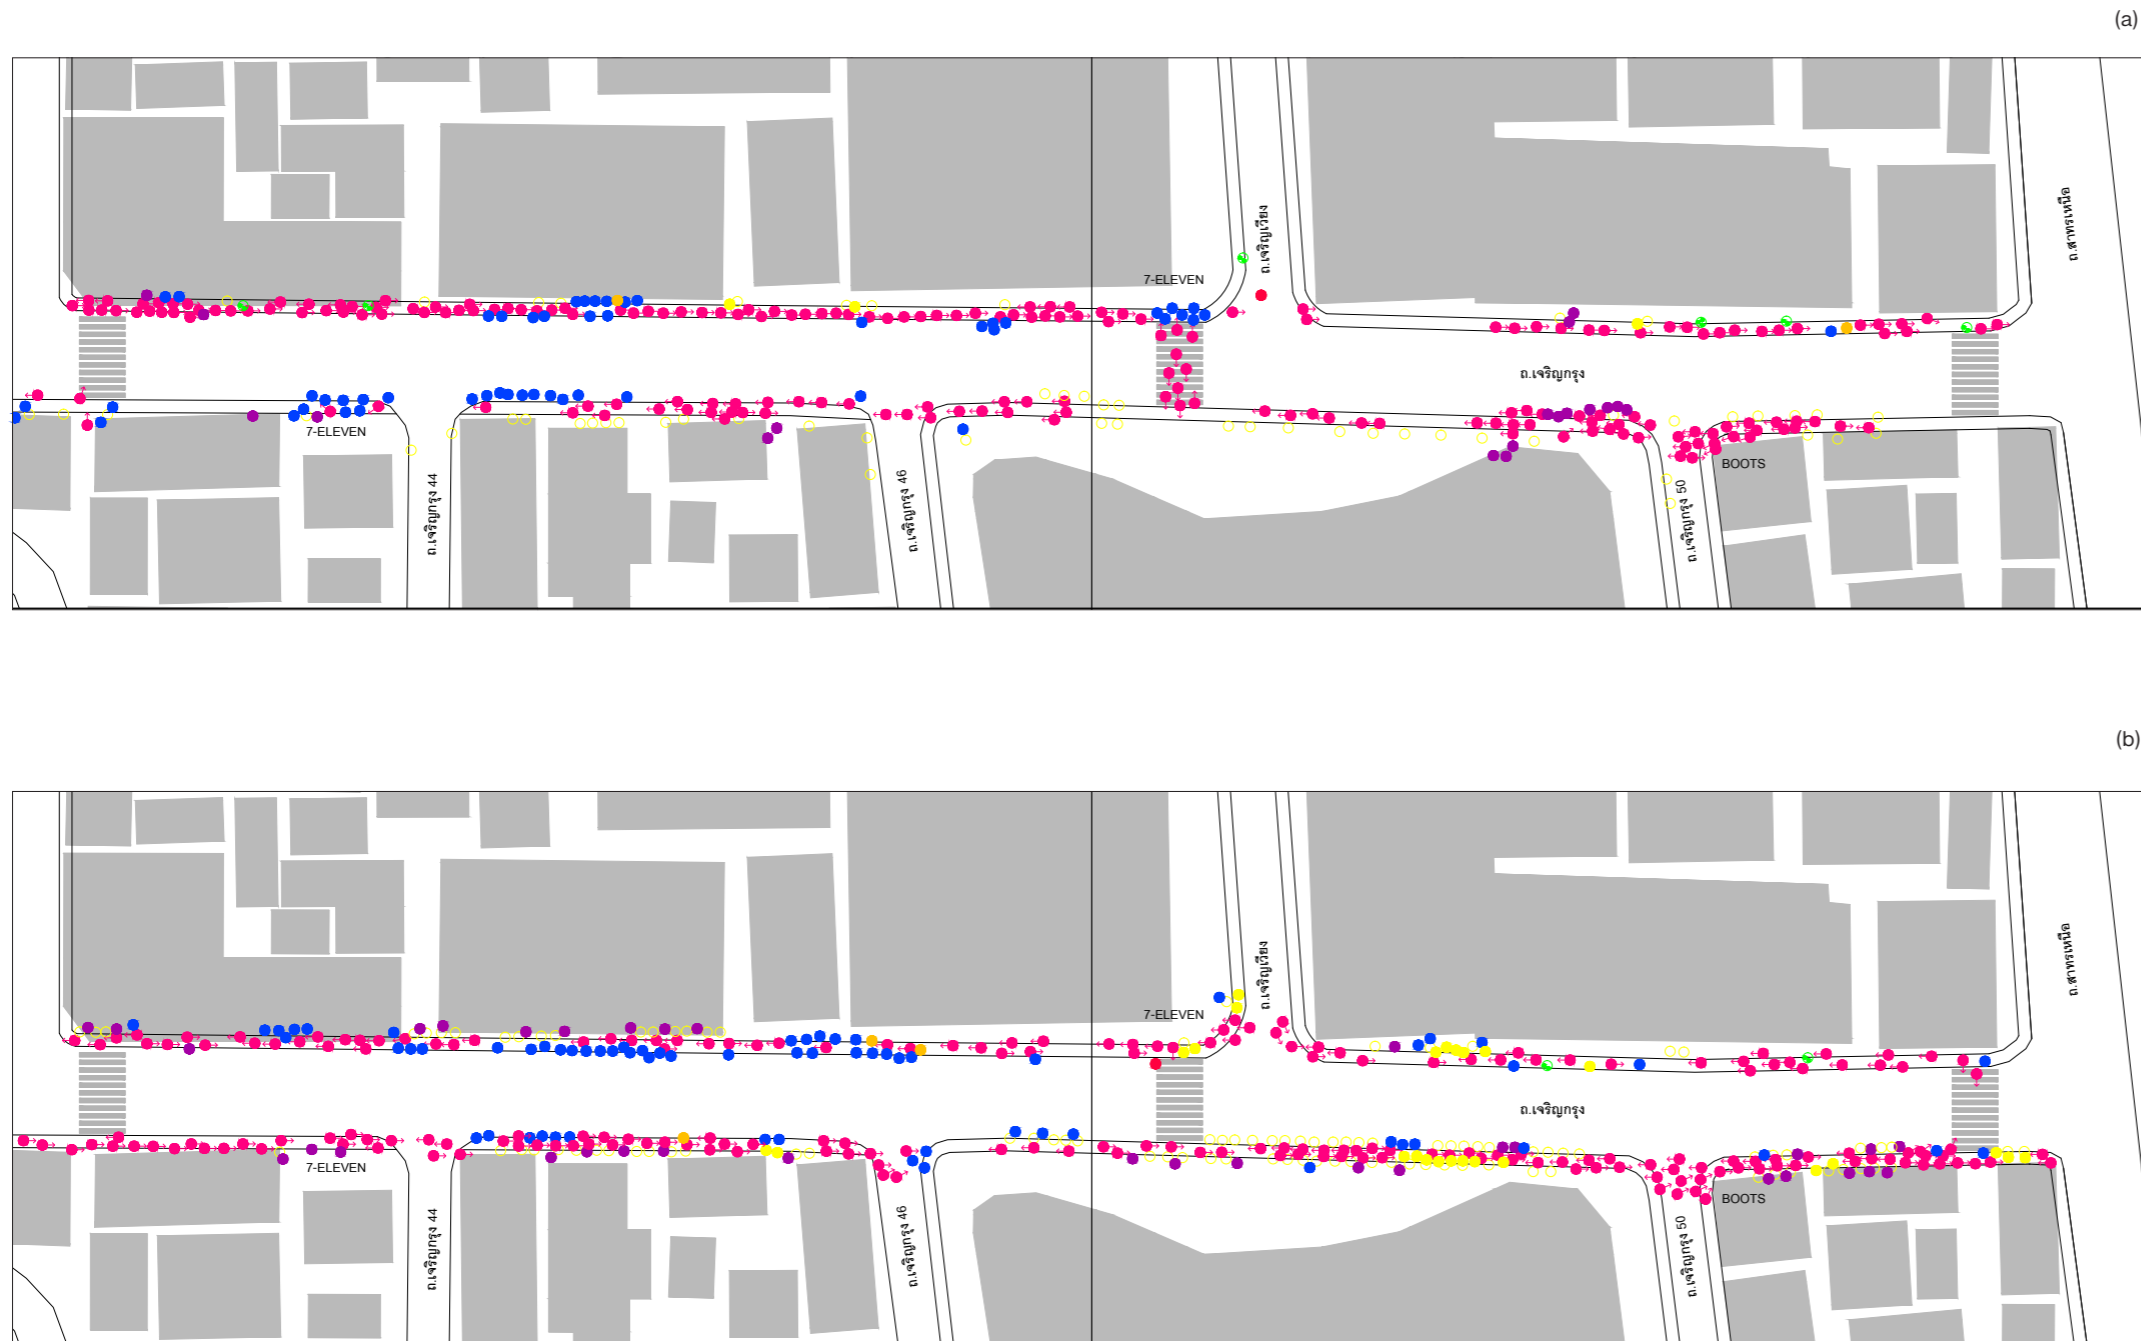 (a)
ถ.เจริญเวียง
ถ.สาทรเหนือ
7-ELEVEN
ถ.เจริญกรุง
7-ELEVEN
BOOTS
ถ.เจริญกรุง 44
ถ.เจริญกรุง 46
ถ.เจริญกรุง 50
(b)
ถ.เจริญเวียง
ถ.สาทรเหนือ
7-ELEVEN
ถ.เจริญกรุง
7-ELEVEN
BOOTS
ถ.เจริญกรุง 44
ถ.เจริญกรุง 46
ถ.เจริญกรุง 50